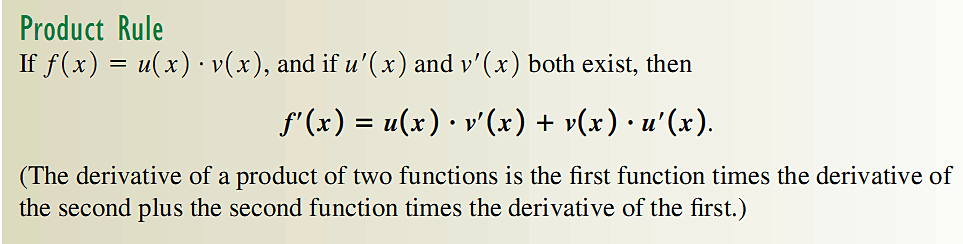 Product Rule
If f(x) = u(x) · v(x), and if u′(x) and v′(x) both exist, then
f′(x) = u(x) · v′(x) + v(x) · u′(x).
(The derivative of a product of two functions is the first function times the derivative of
the second plus the second function times the derivative of the first.)